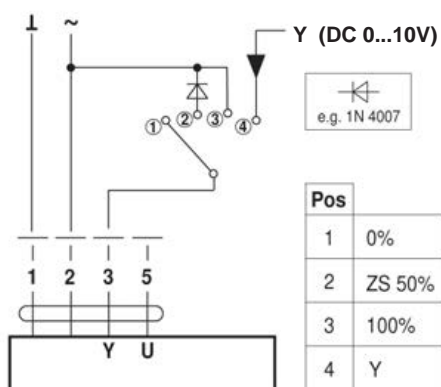 ⊥ ~
Y (DC 0...10V)
① ② ③ ④
e.g. 1N 4007
Pos
1 0%
2 ZS 50%
3 100%
4 Y
1 2 3 5
Y U